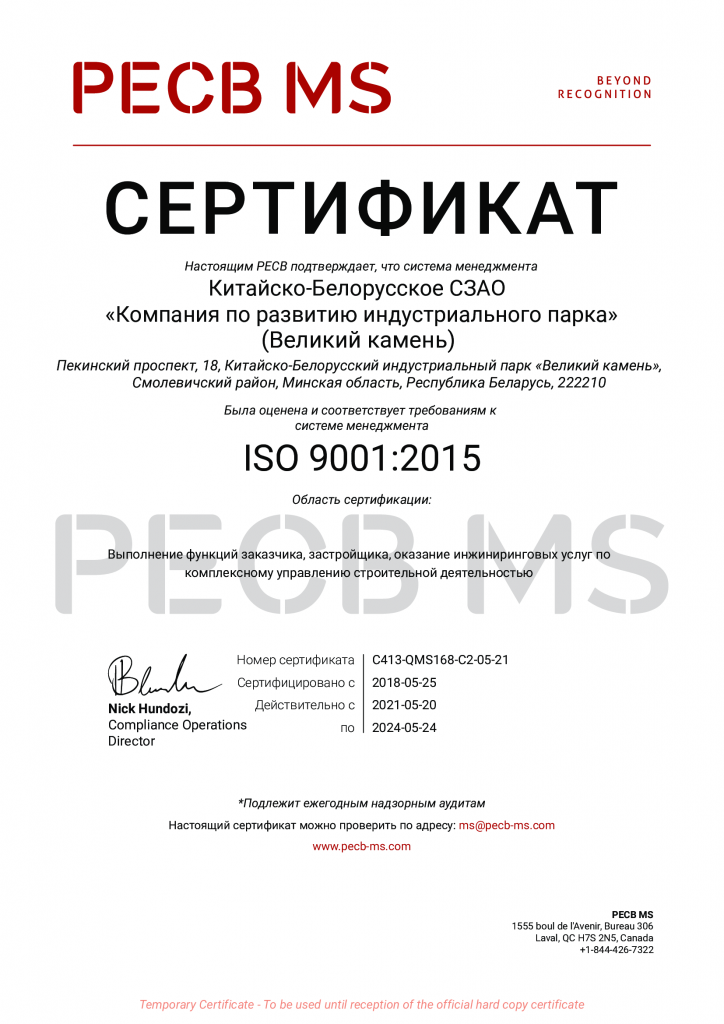 PECB MS
BEYOND
RECOGNITION
СЕРТИФИКАТ
Настоящим PECB подтверждает, что система менеджмента
Китайско-Белорусское СЗАО
«Компания по развитию индустриального парка»
(Великий камень)
Пекинский проспект, 18, Китайско-Белорусский индустриальный парк «Великий камень»,
Смолевичский район, Минская область, Республика Беларусь, 222210
Была оценена и соответствует требованиям к
системе менеджмента
ISO 9001:2015
Область сертификации:
PECB MS
Выполнение функций заказчика, застройщика, оказание инжиниринговых услуг по
комплексному управлению строительной деятельностью
Номер сертификата C413-QMS168-C2-05-21
Сертифицировано с 2018-05-25
Действительно с 2021-05-20
по 2024-05-24
Nick Hundozi,
Compliance Operations
Director
*Подлежит ежегодным надзорным аудитам
Настоящий сертификат можно проверить по адресу: ms@pecb-ms.com
www.pecb-ms.com
PECB MS
1555 boul de l'Avenir, Bureau 306
Laval, QC H7S 2N5, Canada
+1-844-426-7322
Temporary Certificate - To be used until reception of the official hard copy certificate